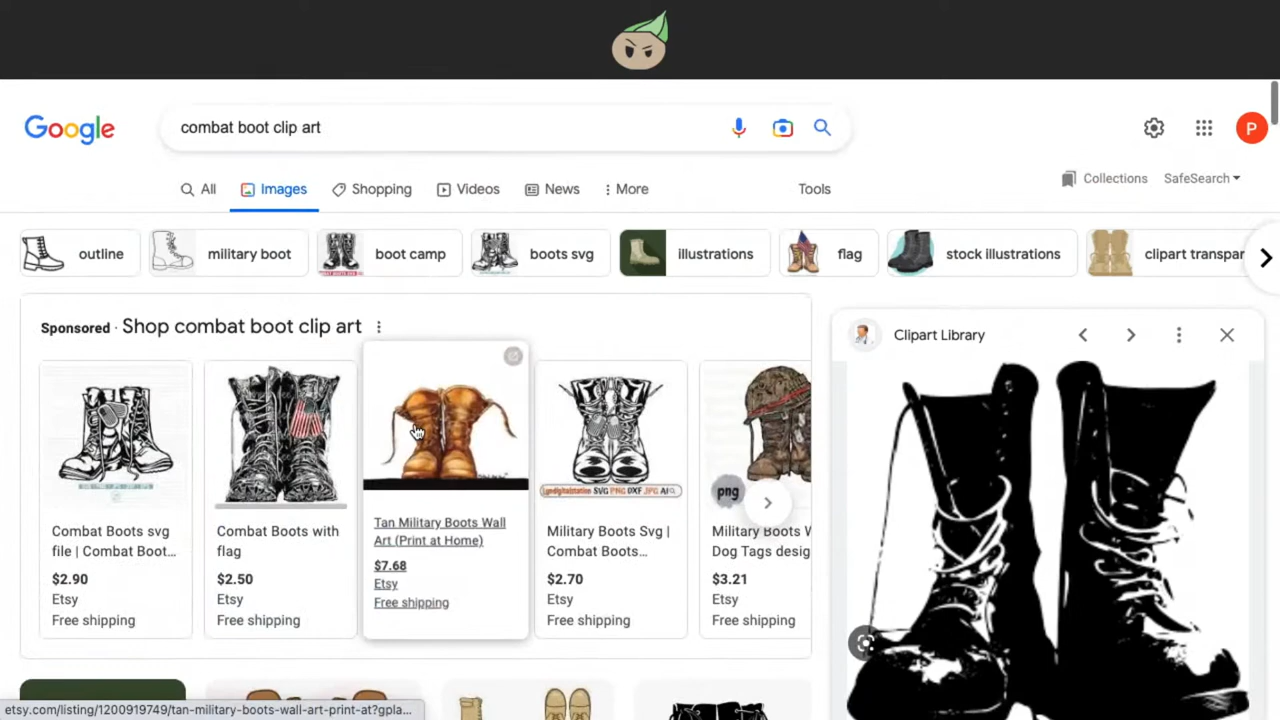 Google
combat boot clip art
P
All
Images
Shopping
Videos
News
More
Tools
Collections
SafeSearch
outline
military boot
boot camp
boots svg
illustrations
flag
stock illustrations
clipart transpar
Sponsored · Shop combat boot clip art
Clipart Library
SVG PNG DXF JPG AI
png
Combat Boots svg
file | Combat Boot...
$2.90
Etsy
Free shipping
Combat Boots with
flag
$2.50
Etsy
Free shipping
Tan Military Boots Wall
Art (Print at Home)
$7.68
Etsy
Free shipping
Military Boots Svg |
Combat Boots...
$2.70
Etsy
Free shipping
Military Boots W
Dog Tags desig
$3.21
Etsy
Free shipping
etsy.com/listing/1200919749/tan-military-boots-wall-art-print-at?gpla...